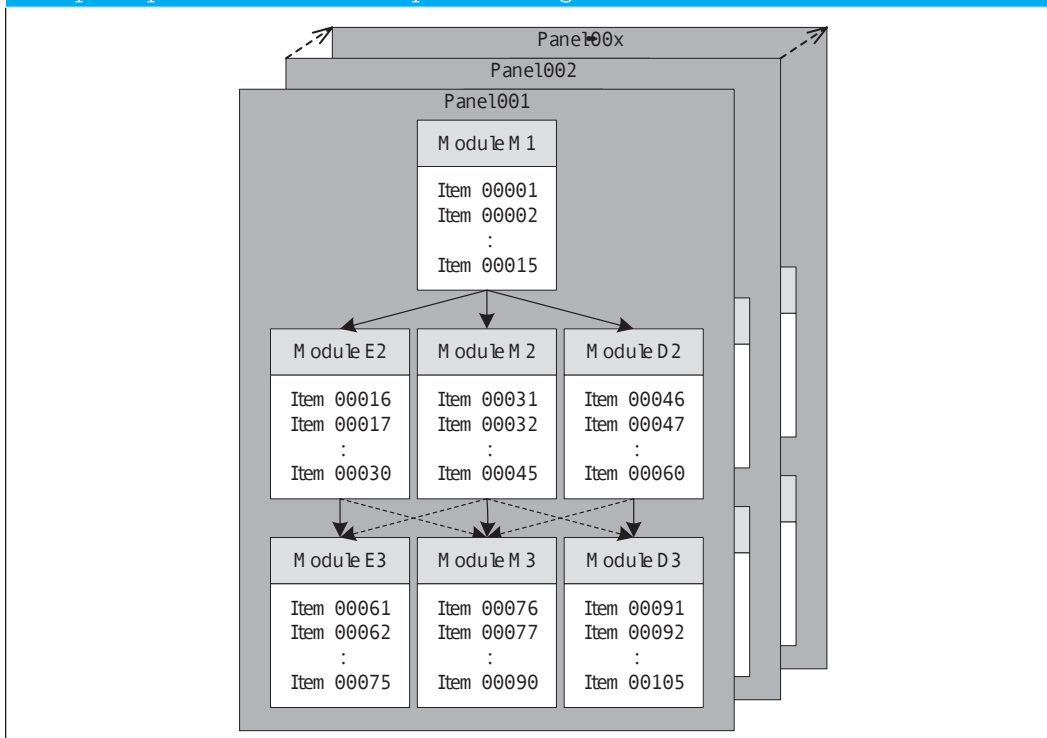 Panel00x
Panel002
Panel001
Module M1
Item 00001
Item 00002
:
Item 00015
Module E2
Module M2
Module D2
Item 00016
Item 00017
:
Item 00030
Item 00031
Item 00032
:
Item 00045
Item 00046
Item 00047
:
Item 00060
Module E3
Module M3
Module D3
Item 00061
Item 00062
:
Item 00075
Item 00076
Item 00077
:
Item 00090
Item 00091
Item 00092
:
Item 00105